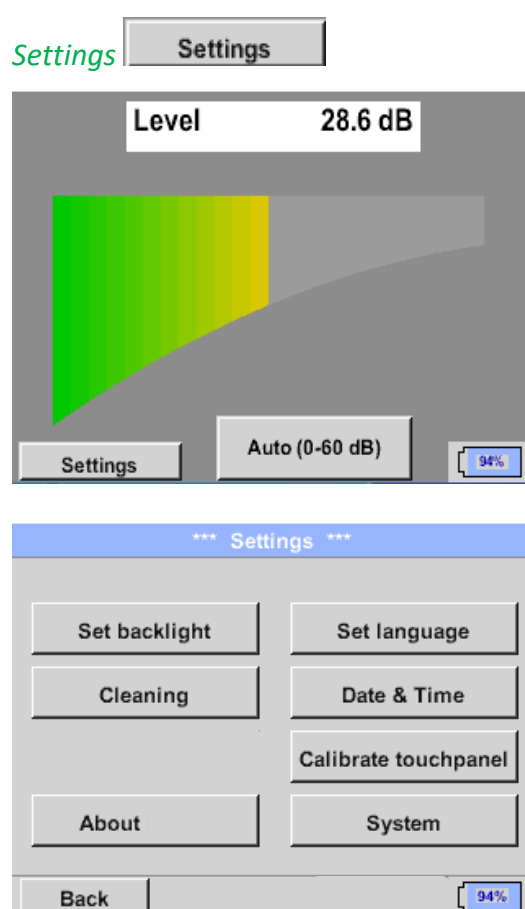 Settings Settings
Level 28.6 dB
Settings Auto (0-60 dB) 94%
*** Settings ***
Set backlight Set language
Cleaning Date & Time
Calibrate touchpanel
About System
Back 94%